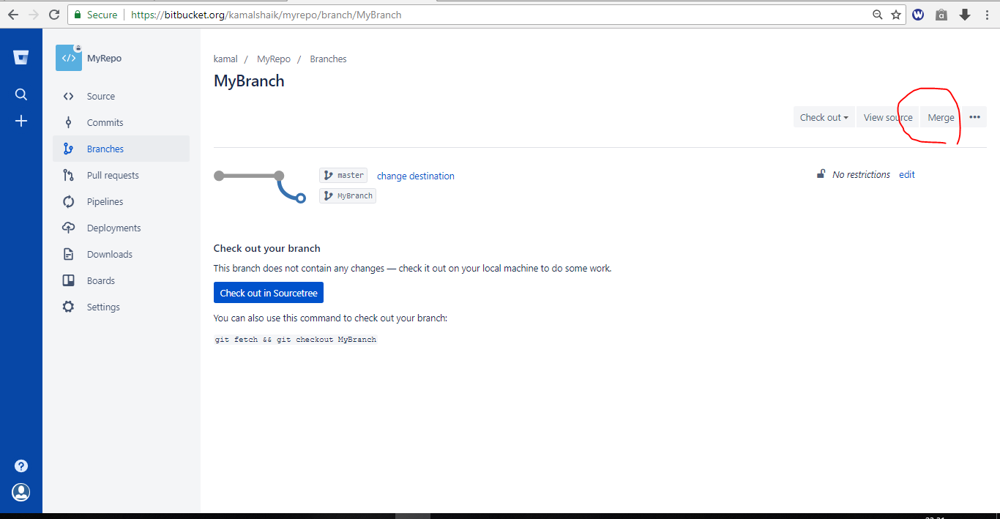 Secure https://bitbucket.org/kamalshaik/myrepo/branch/MyBranch
MyRepo
Source
Commits
Branches
Pull requests
Pipelines
Deployments
Downloads
Boards
Settings
kamal / MyRepo / Branches
MyBranch
Check out View source Merge •••
master change destination
MyBranch
No restrictions edit
Check out your branch
This branch does not contain any changes — check it out on your local machine to do some work.
Check out in Sourcetree
You can also use this command to check out your branch:
git fetch && git checkout MyBranch